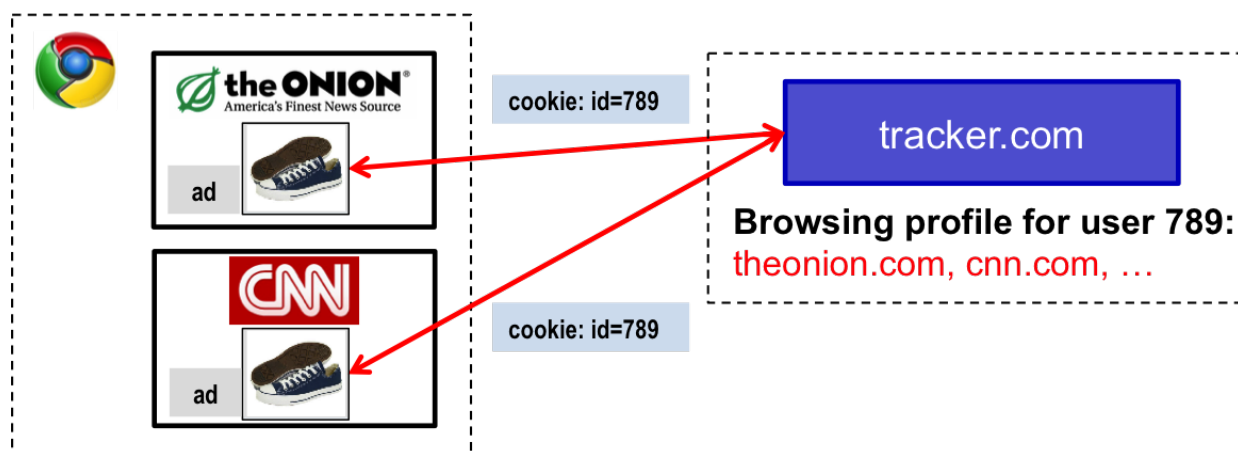 the ONION®
America's Finest News Source
ad
CNN
ad
cookie: id=789
cookie: id=789
tracker.com
Browsing profile for user 789:
theonion.com, cnn.com, …